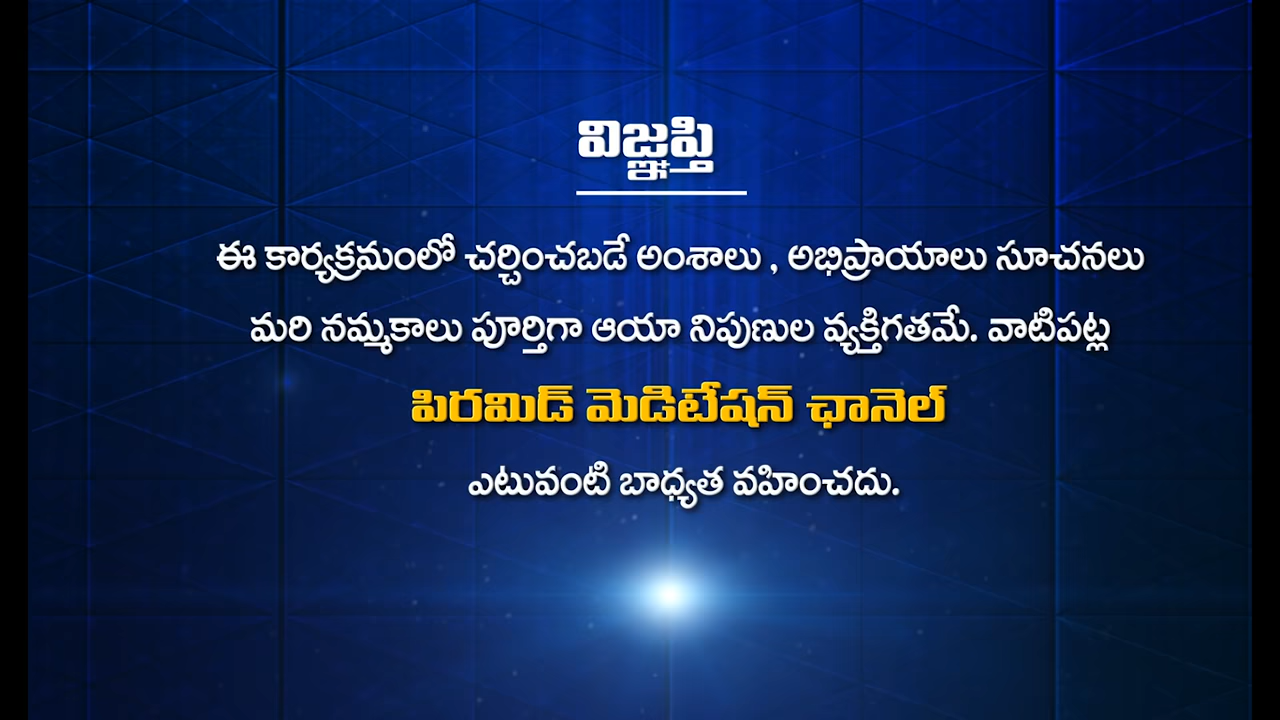 విజ్ఞప్తి
ఈ కార్యక్రమంలో చర్చించబడే అంశాలు , అభిప్రాయాలు సూచనలు
మరి నమ్మకాలు పూర్తిగా ఆయా నిపుణుల వ్యక్తిగతమే. వాటిపట్ల
పిరమిడ్ మెడిటేషన్ ఛానెల్
ఎటువంటి బాధ్యత వహించదు.